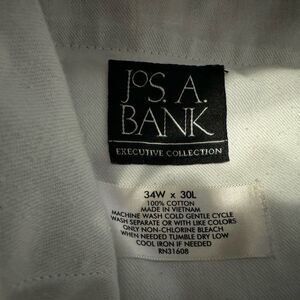 JOS. A.
BANK
EXECUTIVE COLLECTION
34W x 30L
100% COTTON
MADE IN VIETNAM
MACHINE WASH COLD GENTLE CYCLE
WASH SEPARATE OR WITH LIKE COLORS
ONLY NON-CHLORINE BLEACH
WHEN NEEDED TUMBLE DRY LOW
COOL IRON IF NEEDED
RN31608